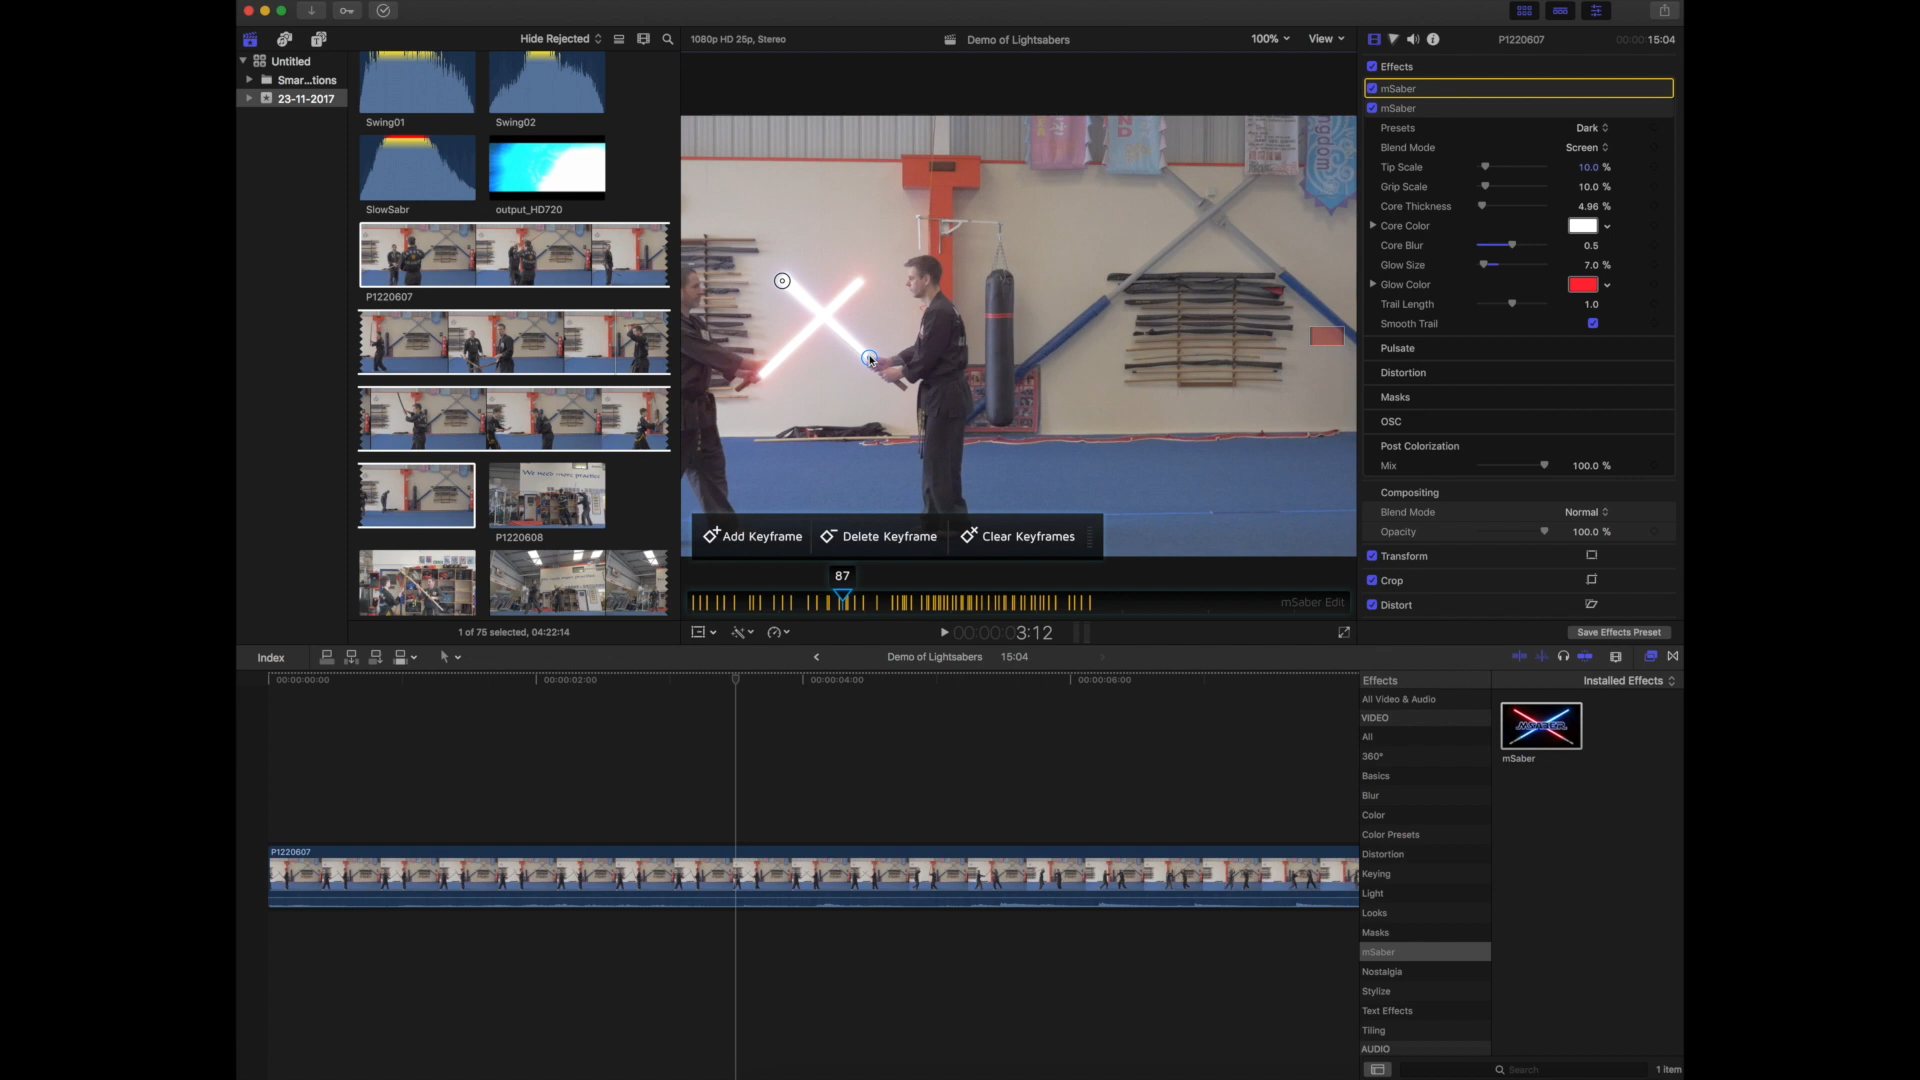 Hide Rejected
1080p HD 25p, Stereo
Demo of Lightsabers
100%
View
P1220607
00:00:15:04
Untitled
Smar...tions
23-11-2017
Swing01
Swing02
SlowSabr
output_HD720
P1220607
We need more practice
P1220608
1 of 75 selected, 04:22:14
Add Keyframe
Delete Keyframe
Clear Keyframes
87
mSaber Edit
00:00:03:12
Effects
mSaber
mSaber
Presets
Dark
Blend Mode
Screen
Tip Scale
10.0 %
Grip Scale
10.0 %
Core Thickness
4.96 %
Core Color
Core Blur
0.5
Glow Size
7.0 %
Glow Color
Trail Length
1.0
Smooth Trail
Pulsate
Distortion
Masks
OSC
Post Colorization
Mix
100.0 %
Compositing
Blend Mode
Normal
Opacity
100.0 %
Transform
Crop
Distort
Save Effects Preset
Index
Demo of Lightsabers
15:04
00:00:00:00
00:00:02:00
00:00:04:00
00:00:06:00
P1220607
Effects
Installed Effects
All Video & Audio
VIDEO
All
360°
Basics
Blur
Color
Color Presets
Distortion
Keying
Light
Looks
Masks
mSaber
Nostalgia
Stylize
Text Effects
Tiling
AUDIO
MSABER
mSaber
Search
1 item